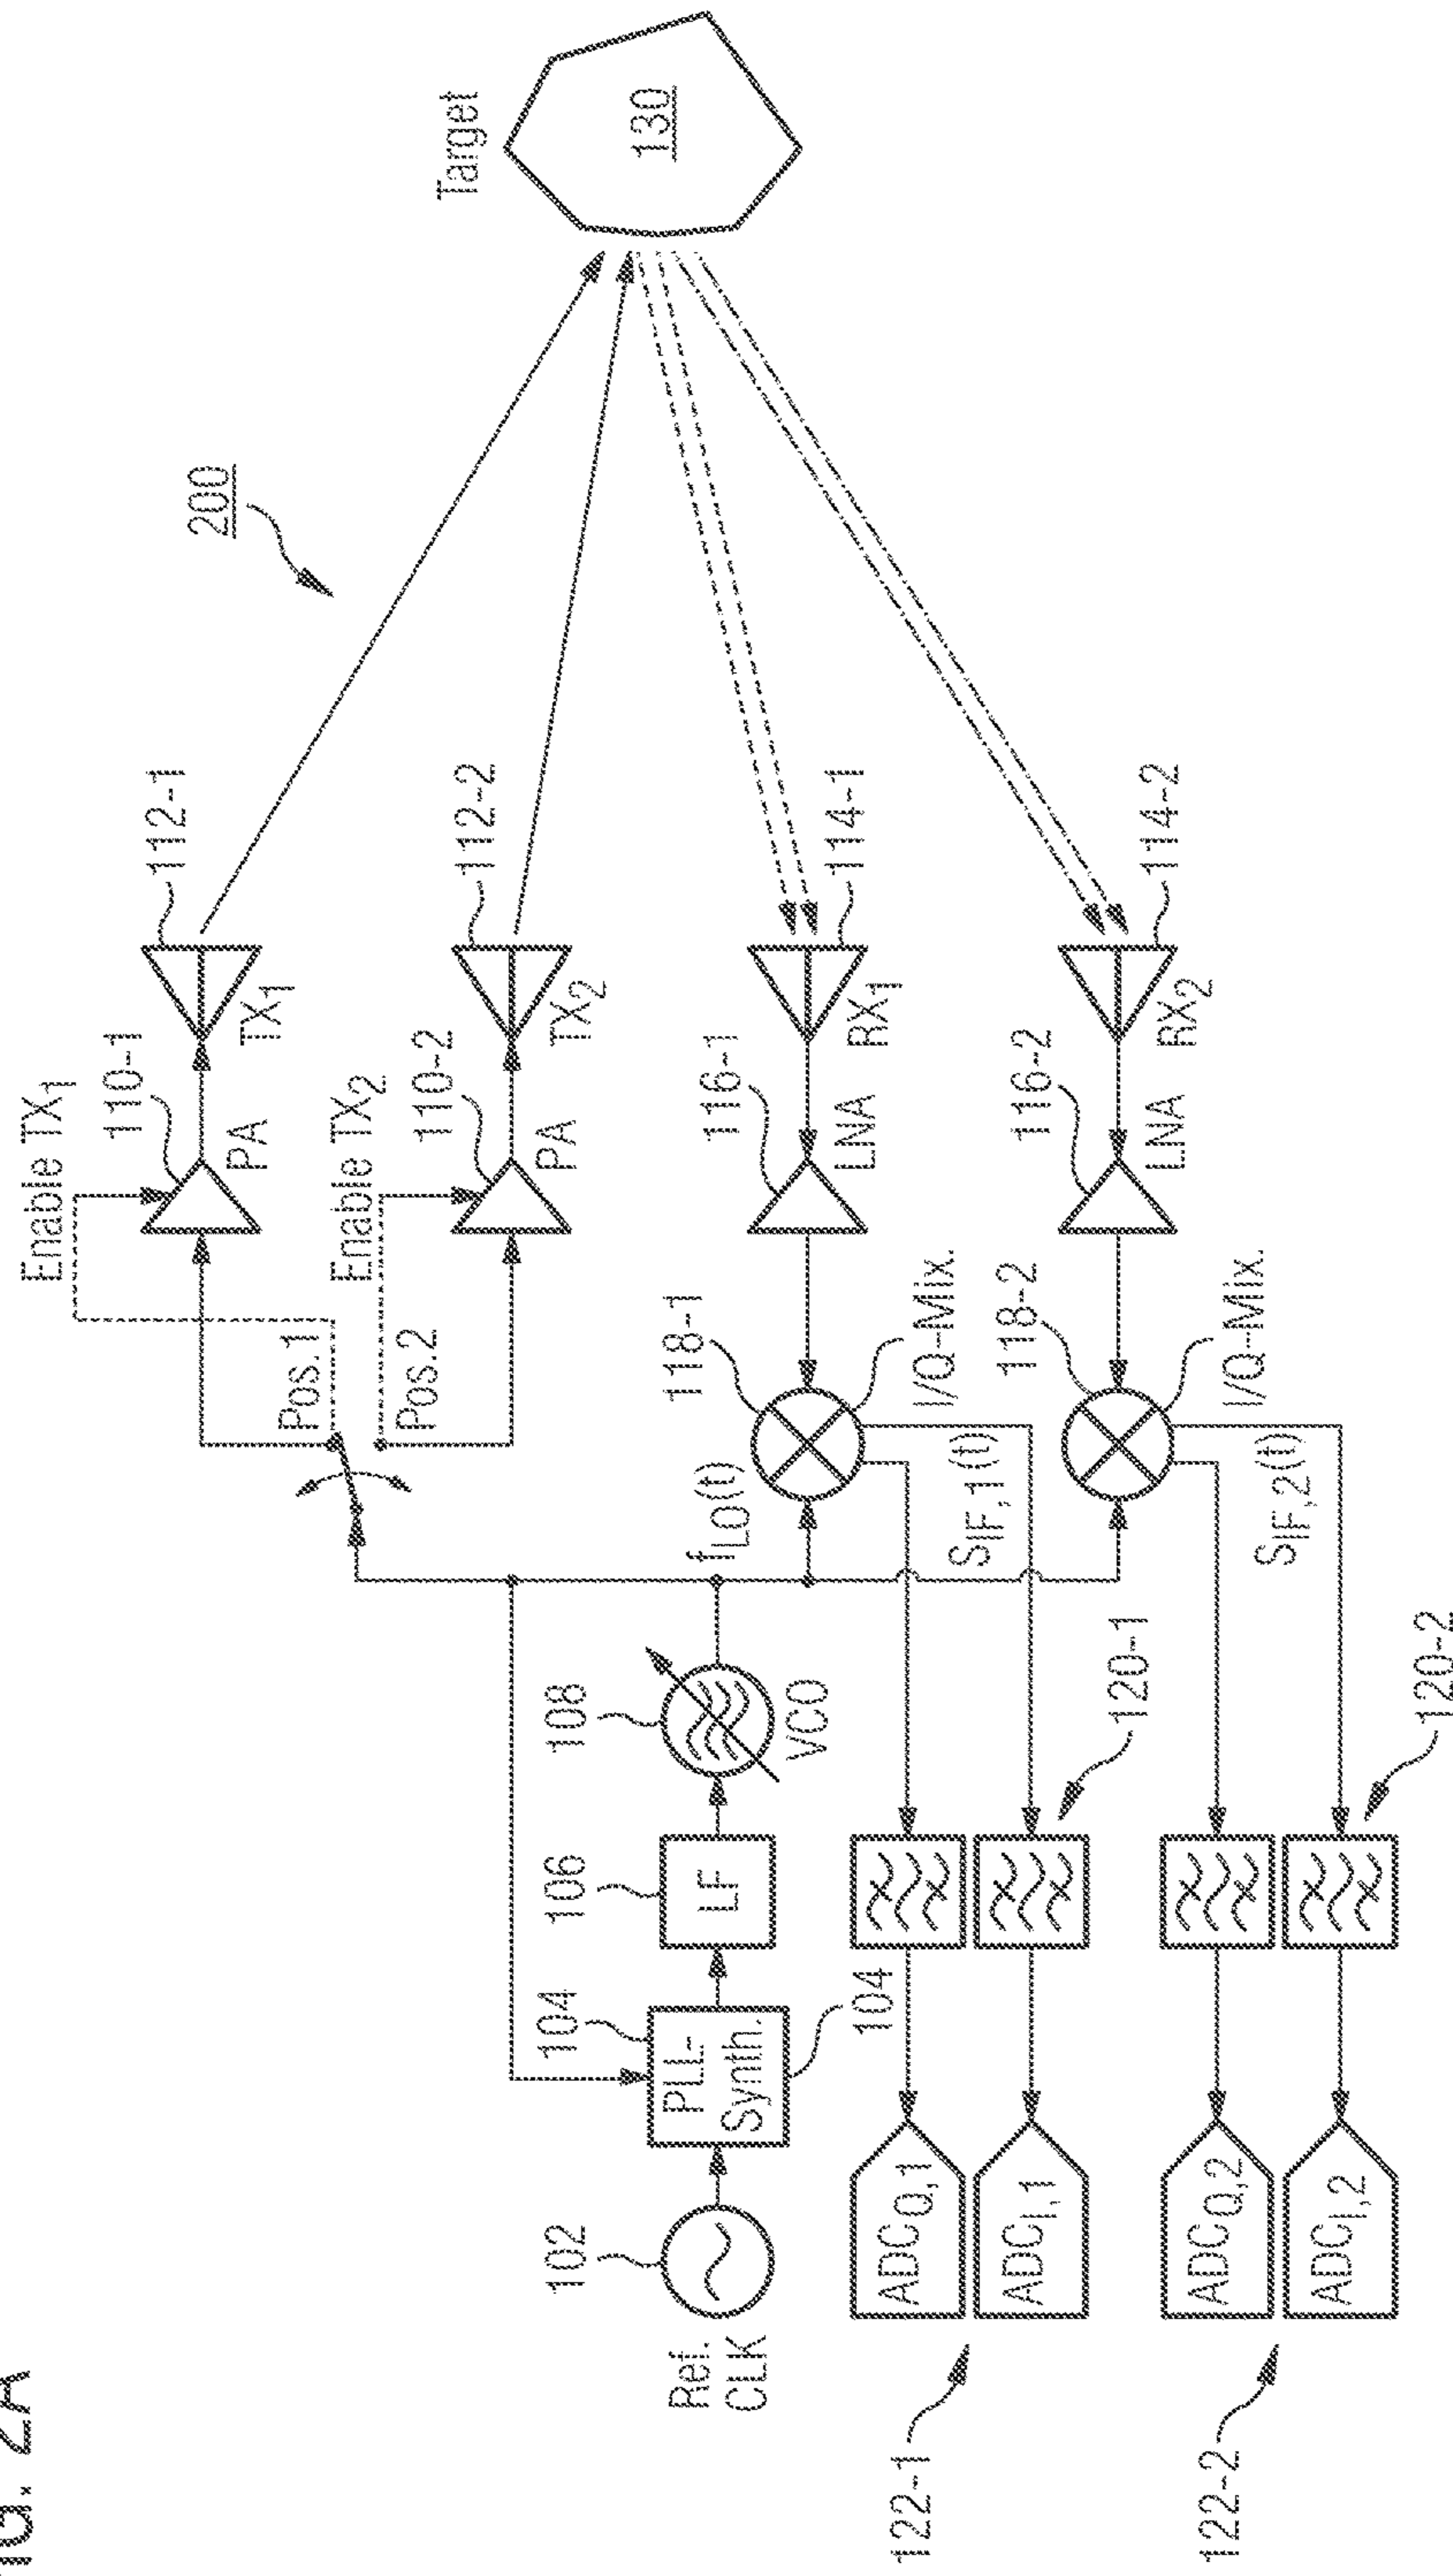 FIG. 2A
200
Target
130
Enable TX1
110-1
PA
112-1
TX1
Pos.1
Enable TX2
110-2
PA
112-2
TX2
Pos.2
102
Ref.
CLK
104
PLL-
Synth.
104
106
LF
108
VCO
fLO(t)
118-1
I/Q-Mix.
116-1
LNA
RX1
114-1
SIF,1(t)
118-2
I/Q-Mix.
116-2
LNA
RX2
114-2
SIF,2(t)
120-1
120-2
ADCQ,1
ADCI,1
122-1
ADCQ,2
ADCI,2
122-2